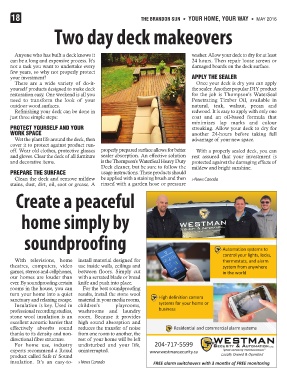 18
THE BRANDON SUN • YOUR HOME, YOUR WAY • MAY 2016
Two day deck makeovers
Anyone who has built a deck knows it
can be a long and expensive process. It's
not a task you want to undertake every
few years, so why not properly protect
your investment?
There are a wide variety of do-it-
yourself products designed to make deck
restoration easy. One weekend is all you
need to transform the look of your
outdoor wood surfaces.
Refinishing your deck can be done in
just three simple steps:
PROTECT YOURSELF AND YOUR
WORK SPACE
Wet the plant life around the deck, then
cover it to protect against product run-
off. Wear old clothes, protective glasses
and gloves. Clear the deck of all furniture
and decorative items.
PREPARE THE SURFACE
Clean the deck and remove mildew
stains, dust, dirt, oil, soot or grease. A
properly prepared surface allows for better
sealer absorption. An effective solution
is the Thompson's WaterSeal Heavy Duty
Deck cleaner, but be sure to follow the
usage instructions. These products should
be applied with a stain brush and then
rinsed with a garden hose or pressure
washer. Allow your deck to dry for at least
24 hours. Then repair loose screws or
damaged boards on the deck surface.
APPLY THE SEALER
Once your deck is dry you can apply
the sealer. Another popular DIY product
for the job is Thompson's WaterSeal
Penetrating Timber Oil, available in
natural, teak, walnut, pecan and
redwood. It is easy to apply with only one
coat and an oil-based formula that
minimizes lap marks and colour
streaking. Allow your deck to dry for
another 24-hours before taking full
advantage of your new space.
With a properly sealed deck, you can
rest assured that your investment is
protected against the damaging effects of
mildew and bright sunshine.
» News Canada
Create a peaceful
home simply by
soundproofing
With televisions, home
theatres, computers, video
games, stereos and cellphones,
our homes are louder than
ever. By soundproofing certain
rooms in the house, you can
turn your home into a quiet
sanctuary and relaxing escape.
Insulation is key. Used in
professional recording studios,
stone wool insulation is an
excellent acoustic barrier that
effectively absorbs sound
thanks to its density and non-
directional fibre structure.
For home use, industry
experts recommend a Roxul
product called Safe 'n' Sound
insulation. It's an easy-to-
install material designed for
use inside walls, ceilings and
between floors. Simply cut
with a serrated blade or bread
knife and push into place.
For the best soundproofing
results, install the stone wool
material in your media rooms,
children's playrooms,
washrooms and laundry
room. Because it provides
high sound absorption and
reduces the transfer of noise
from one room to another, the
rest of your home will be left
undisturbed and your life,
uninterrupted.
» News Canada
WESTMAN
Automation systems to
control your lights, locks,
thermostats, and alarm
system from anywhere
in the world
High definition camera
systems for your home or
business
Residential and commercial alarm systems
204-717-5599
www.westmansecurity.ca
WESTMAN
SECURITY & AUTOMATION
Locally Owned & Operated
FREE alarm switchovers with 3 months of FREE monitoring